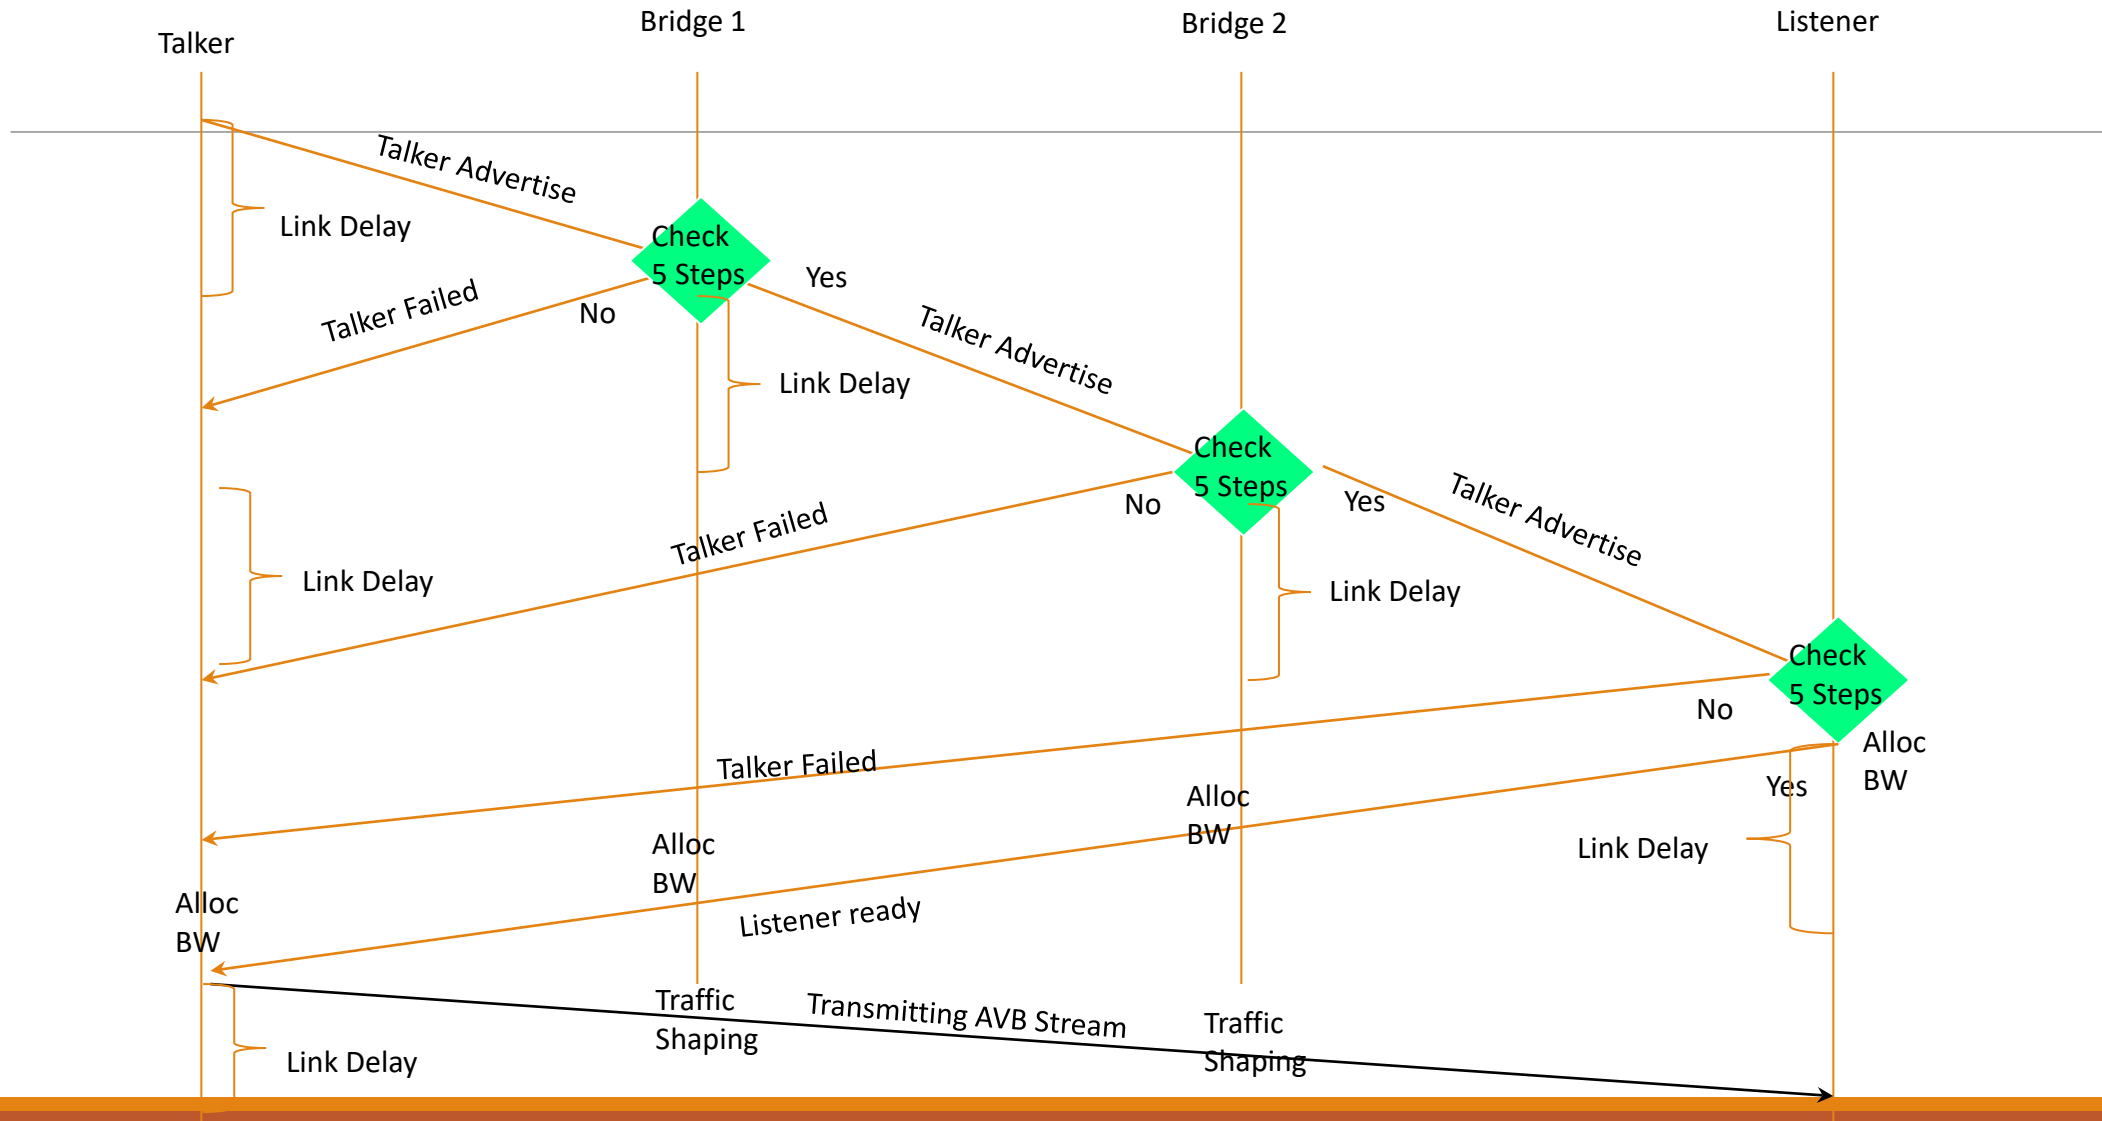 Talker
Bridge 1
Bridge 2
Listener
Talker Advertise
Link Delay
Check
5 Steps
Yes
No
Talker Failed
Talker Advertise
Link Delay
Check
5 Steps
Yes
No
Talker Failed
Talker Advertise
Link Delay
Link Delay
Check
5 Steps
No
Talker Failed
Alloc
BW
Yes
Link Delay
Alloc
BW
Alloc
BW
Alloc
BW
Listener ready
Traffic
Shaping
Transmitting AVB Stream
Traffic
Shaping
Link Delay